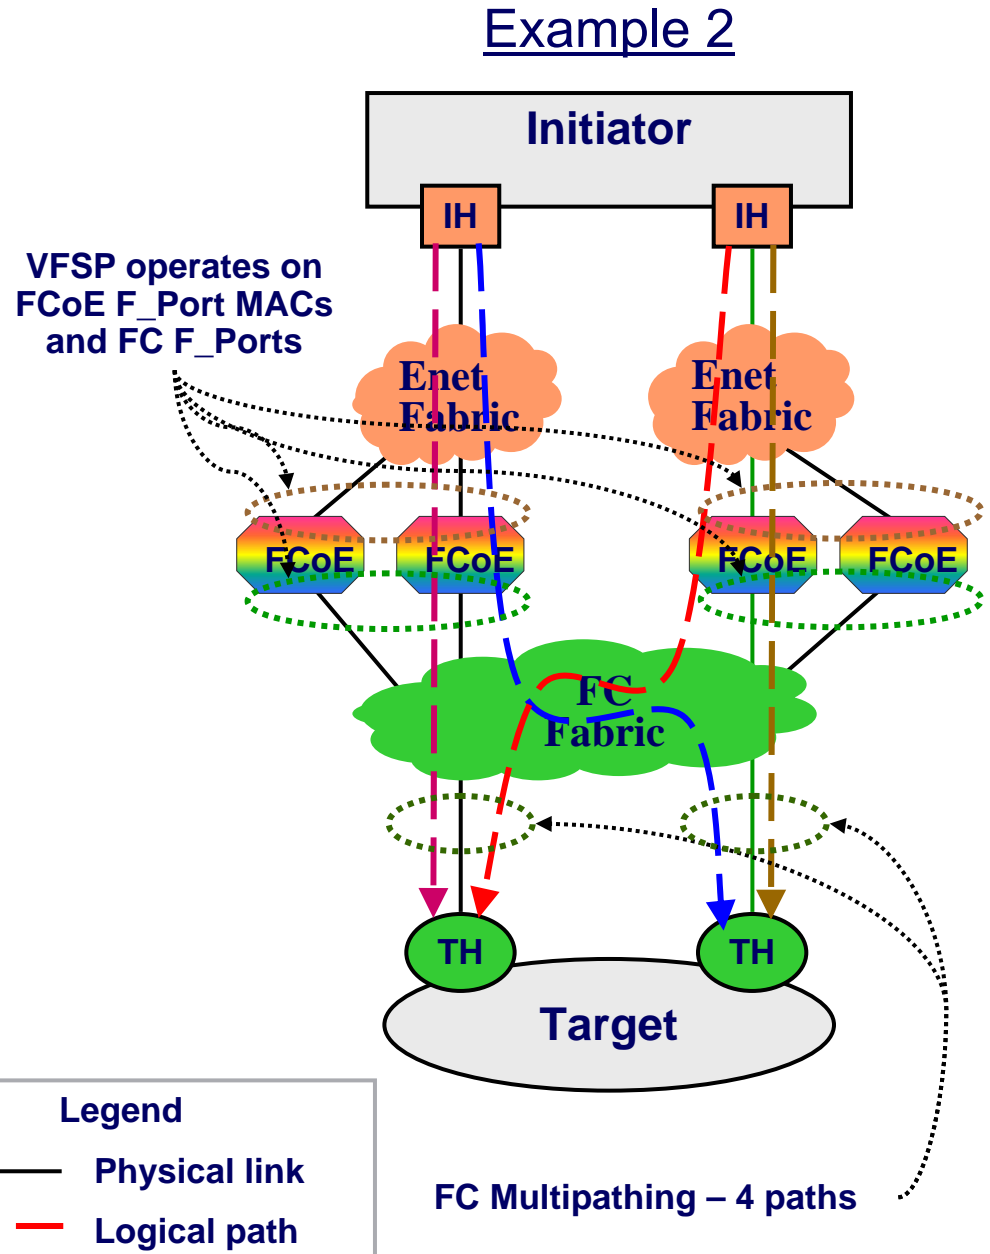 Example 2
Initiator
IH
IH
VFSP operates on
FCoE F_Port MACs
and FC F_Ports
Enet
Fabric
Enet
Fabric
FCoE
FCoE
FCoE
FCoE
FC
Fabric
TH
TH
Target
Legend
Physical link
Logical path
FC Multipathing – 4 paths